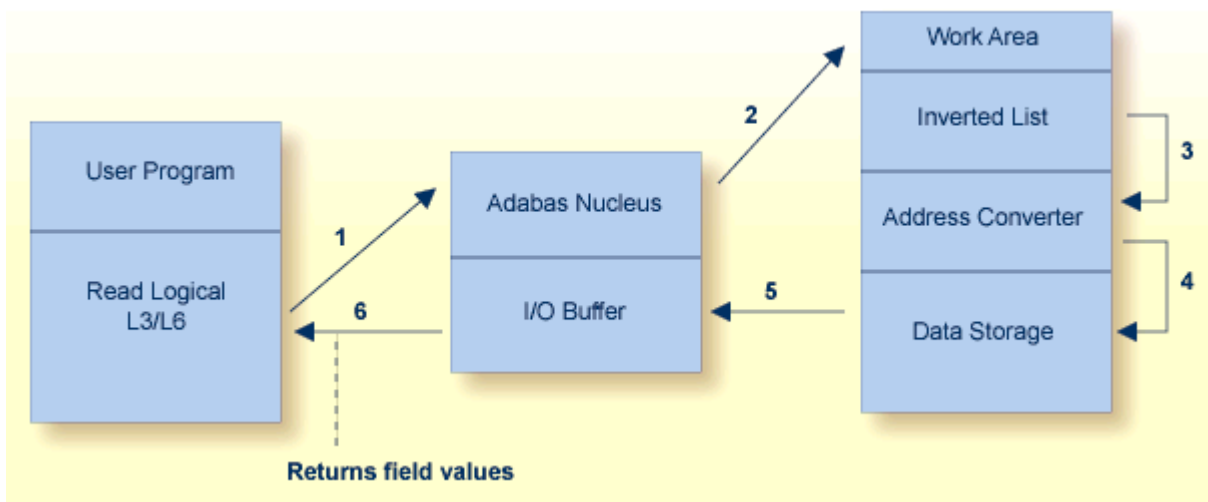 User Program
Read Logical
L3/L6
1
6
Returns field values
Adabas Nucleus
I/O Buffer
2
5
Work Area
Inverted List
Address Converter
Data Storage
3
4